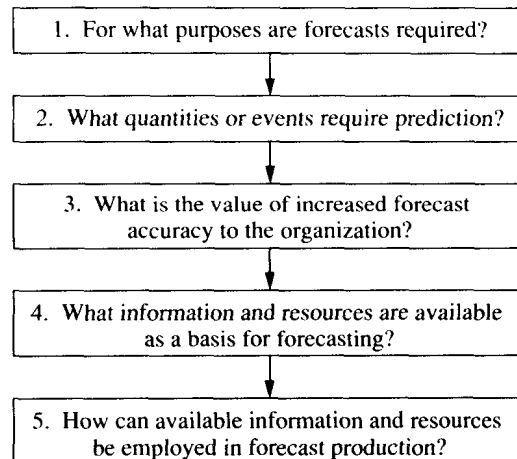 1. For what purposes are forecasts required?
2. What quantities or events require prediction?
3. What is the value of increased forecast
accuracy to the organization?
4. What information and resources are available
as a basis for forecasting?
5. How can available information and resources
be employed in forecast production?